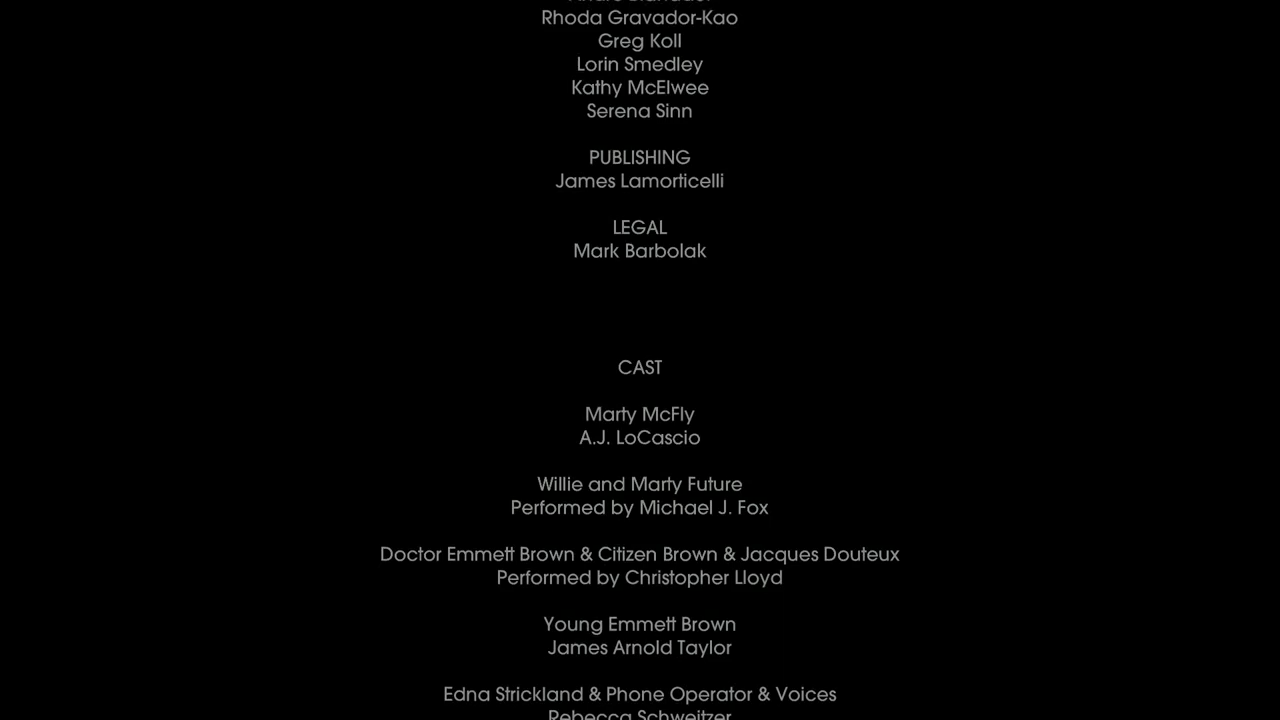 Rhoda Gravador-Kao
Greg Koll
Lorin Smedley
Kathy McElwee
Serena Sinn
PUBLISHING
James Lamorticelli
LEGAL
Mark Barbolak
CAST
Marty McFly
A.J. LoCascio
Willie and Marty Future
Performed by Michael J. Fox
Doctor Emmett Brown & Citizen Brown & Jacques Douteux
Performed by Christopher Lloyd
Young Emmett Brown
James Arnold Taylor
Edna Strickland & Phone Operator & Voices
Rebecca Schweitzer